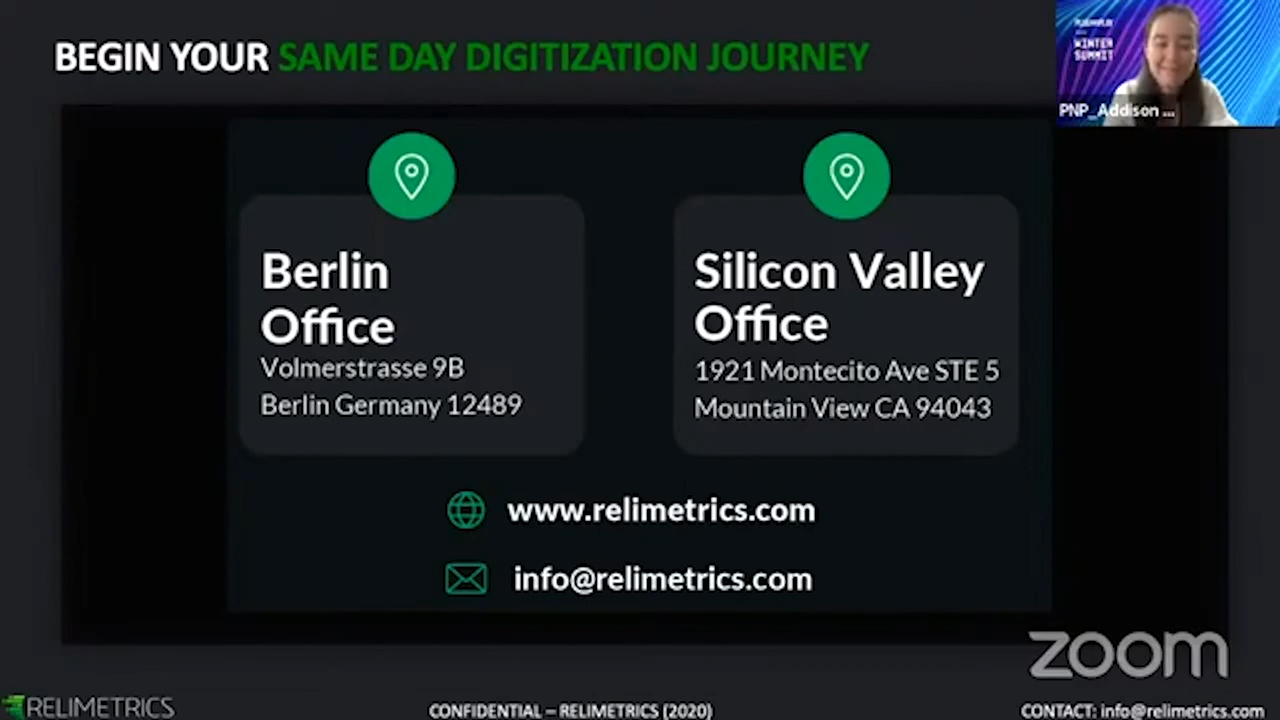 BEGIN YOUR SAME DAY DIGITIZATION JOURNEY
WINTER
SUMMIT
PNP_Addison ...
Berlin
Office
Volmerstrasse 9B
Berlin Germany 12489
Silicon Valley
Office
1921 Montecito Ave STE 5
Mountain View CA 94043
www.relimetrics.com
info@relimetrics.com
zoom
RELIMETRICS
CONFIDENTIAL – RELIMETRICS (2020)
CONTACT: info@relimetrics.com